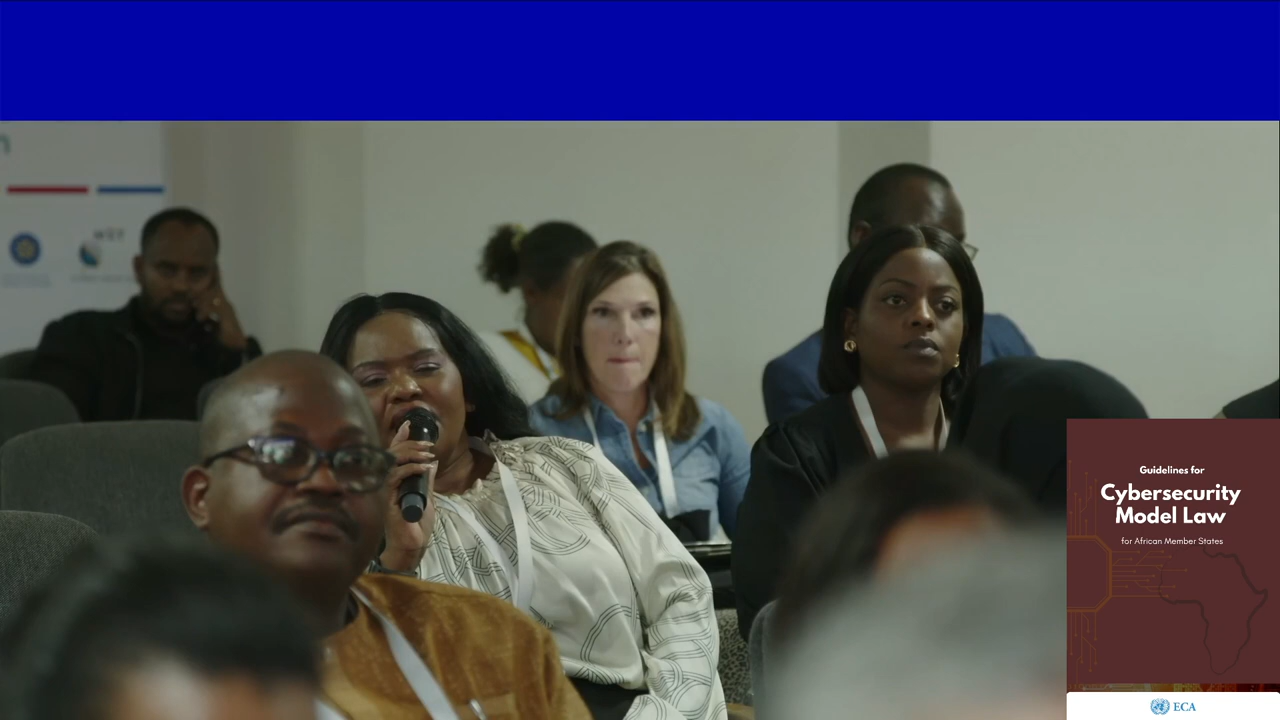 Guidelines for
Cybersecurity
Model Law
for African Member States
ECA